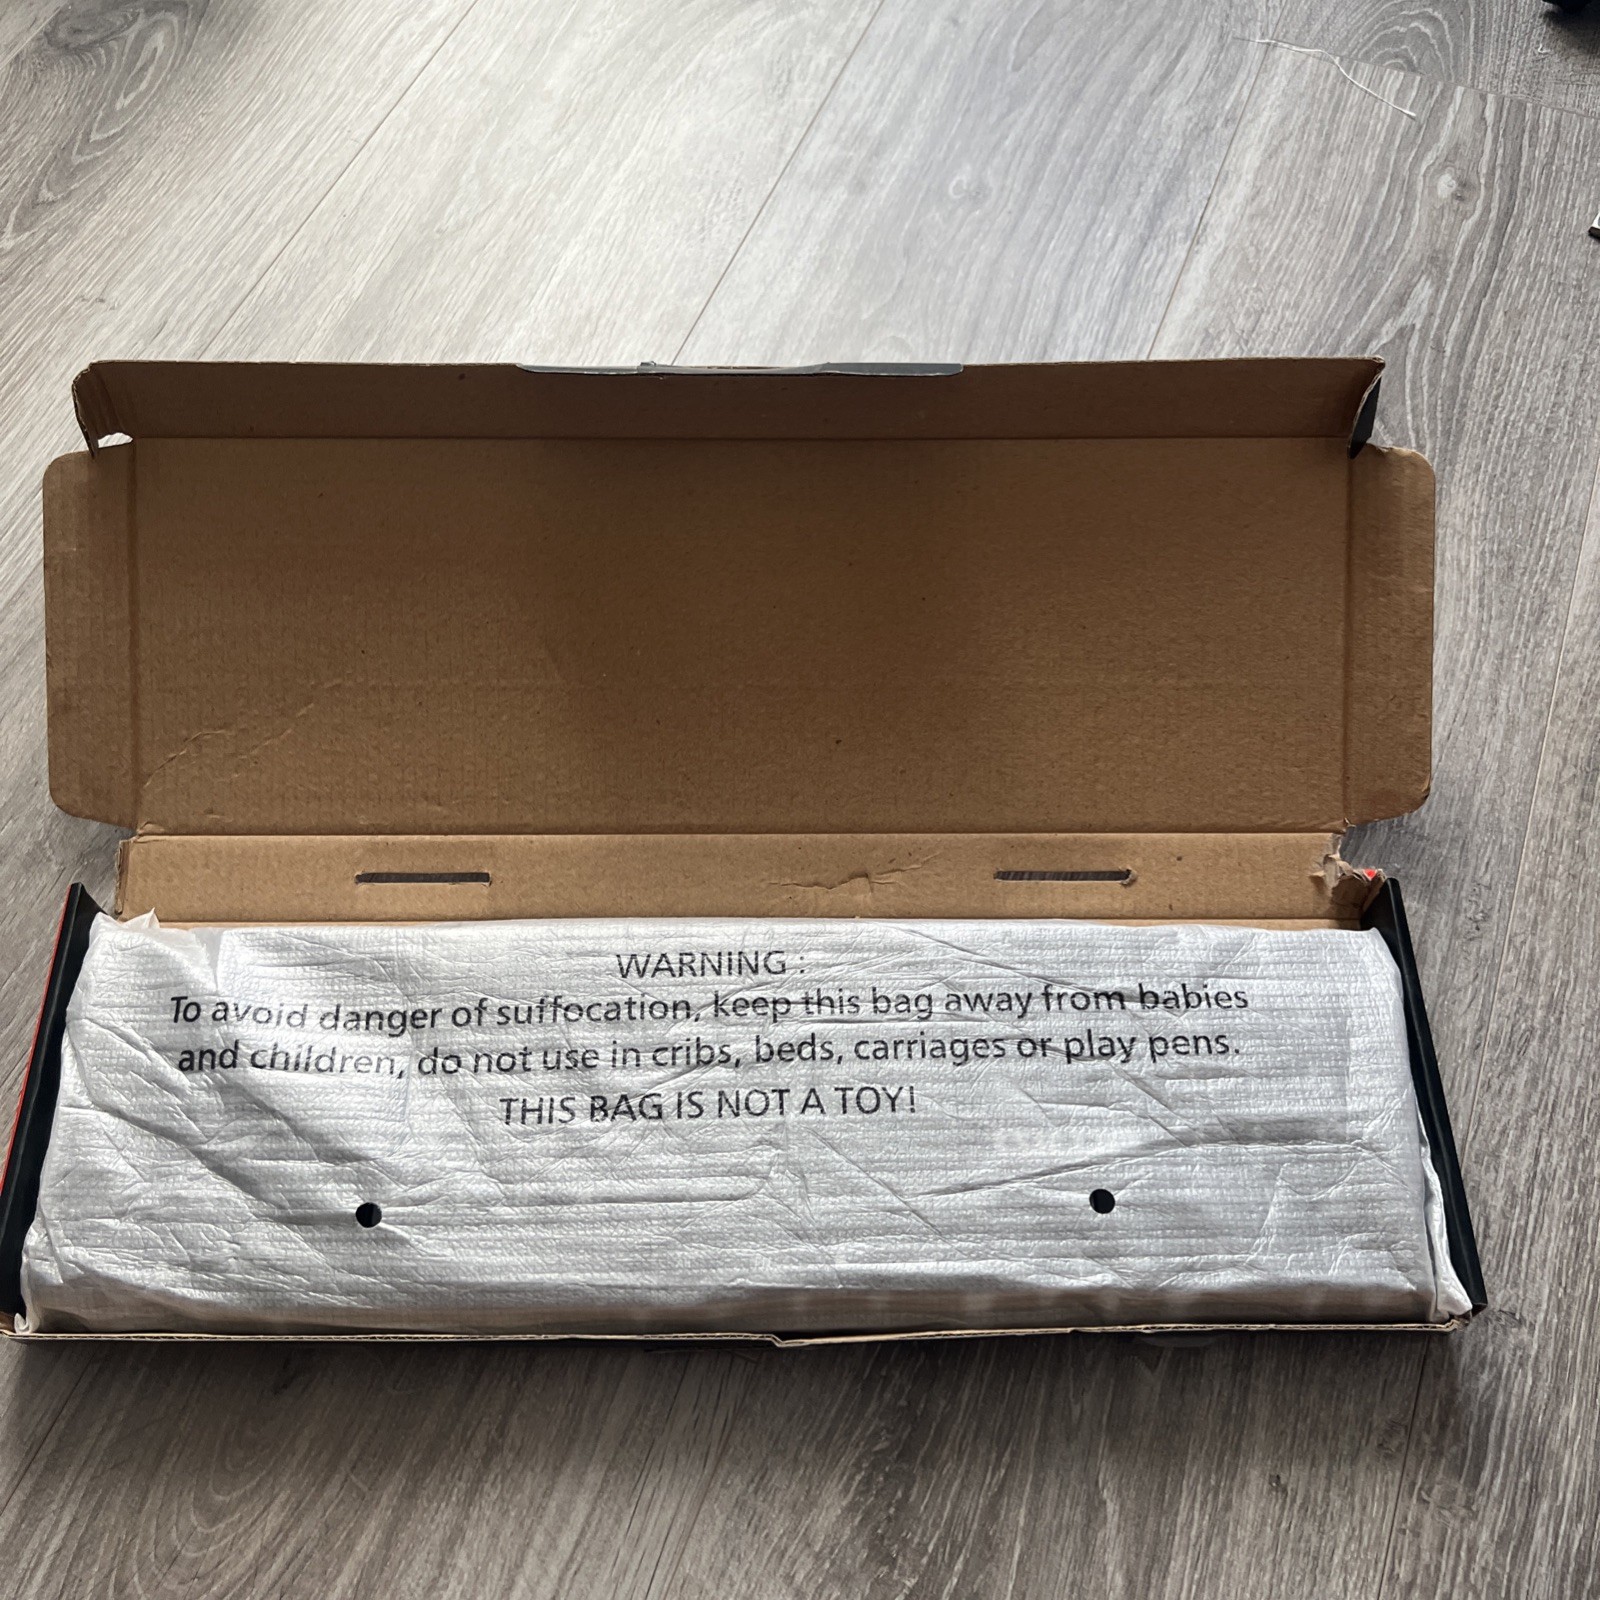 WARNING :
To avoid danger of suffocation, keep this bag away from babies
and children, do not use in cribs, beds, carriages or play pens.
THIS BAG IS NOT A TOY!